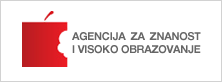 AGENCIJA ZA ZNANOST
I VISOKO OBRAZOVANJE